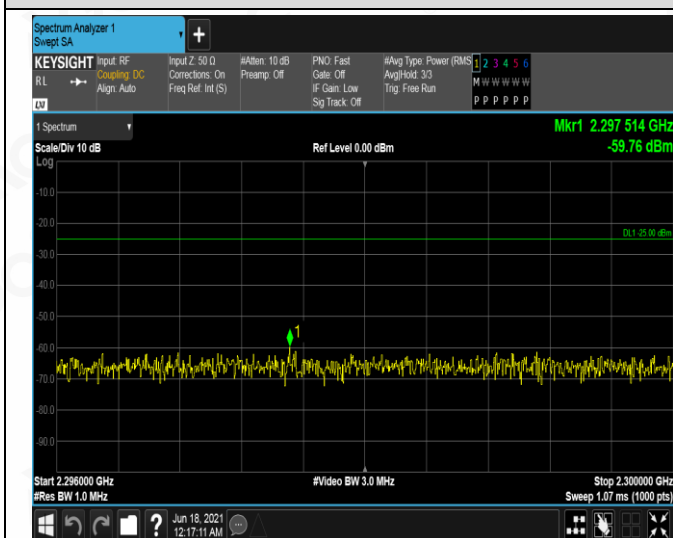 Spectrum Analyzer 1
Swept SA
+
KEYSIGHT Input: RF Input Z: 50 Ω #Atten: 10 dB PNO: Fast #Avg Type: Power (RMS 1 2 3 4 5 6
RL Coupling: DC Corrections: On Preamp: Off Gate: Off Avg|Hold: 3/3 M W W W W W
Align: Auto Freq Ref: Int (S) IF Gain: Low Trig: Free Run
Sig Track: Off P P P P P P
LXI
1 Spectrum Mkr1 2.297 514 GHz
Scale/Div 10 dB Ref Level 0.00 dBm -59.76 dBm
Log
-10.0
-20.0
DL1 -25.00 dBm
-30.0
-40.0
-50.0
1
-60.0
-70.0
-80.0
-90.0
Start 2.296000 GHz #Video BW 3.0 MHz Stop 2.300000 GHz
#Res BW 1.0 MHz Sweep 1.07 ms (1000 pts)
? Jun 18, 2021
12:17:11 AM